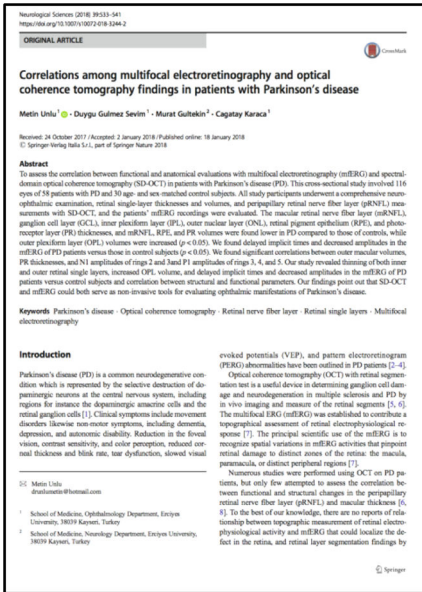 Neurological Sciences (2018) 39:533–541
https://doi.org/10.1007/s10072-018-3244-2
ORIGINAL ARTICLE
CrossMark
Correlations among multifocal electroretinography and optical
coherence tomography findings in patients with Parkinson's disease
Metin Unlu1 · Duygu Gulmez Sevim1 · Murat Gultekin2 · Cagatay Karaca1
Received: 24 October 2017 / Accepted: 2 January 2018 / Published online: 18 January 2018
© Springer-Verlag Italia S.r.l., part of Springer Nature 2018
Abstract
To assess the correlation between functional and anatomical evaluations with multifocal electroretinography (mfERG) and spectral-
domain optical coherence tomography (SD-OCT) in patients with Parkinson's disease (PD). This cross-sectional study involved 116
eyes of 58 patients with PD and 30 age- and sex-matched control subjects. All study participants underwent a comprehensive neuro-
ophthalmic examination, retinal single-layer thicknesses and volumes, and peripapillary retinal nerve fiber layer (pRNFL) mea-
surements with SD-OCT, and the patients' mfERG recordings were evaluated. The macular retinal nerve fiber layer (mRNFL),
ganglion cell layer (GCL), inner plexiform layer (IPL), outer nuclear layer (ONL), retinal pigment epithelium (RPE), and photo-
receptor layer (PR) thicknesses, and mRNFL, RPE, and PR volumes were found lower in PD compared to those of controls, while
outer plexiform layer (OPL) volumes were increased (p < 0.05). We found delayed implicit times and decreased amplitudes in the
mfERG of PD patients versus those in control subjects (p < 0.05). We found significant correlations between outer macular volumes,
PR thicknesses, and N1 amplitudes of rings 2 and 3and P1 amplitudes of rings 3, 4, and 5. Our study revealed thinning of both inner
and outer retinal single layers, increased OPL volume, and delayed implicit times and decreased amplitudes in the mfERG of PD
patients versus control subjects and correlation between structural and functional parameters. Our findings point out that SD-OCT
and mfERG could both serve as non-invasive tools for evaluating ophthalmic manifestations of Parkinson's disease.
Keywords Parkinson's disease · Optical coherence tomography · Retinal nerve fiber layer · Retinal single layers · Multifocal
electroretinography
Introduction
Parkinson's disease (PD) is a common neurodegenerative con-
dition which is represented by the selective destruction of do-
paminergic neurons at the central nervous system, including
regions for instance the dopaminergic amacrine cells and the
retinal ganglion cells [1]. Clinical symptoms include movement
disorders likewise non-motor symptoms, including dementia,
depression, and autonomic disability. Reduction in the foveal
vision, contrast sensitivity, and color perception, reduced cor-
neal thickness and blink rate, tear dysfunction, slowed visual
✉ Metin Unlu
drunlumetin@hotmail.com
1 School of Medicine, Ophthalmology Department, Erciyes
University, 38039 Kayseri, Turkey
2 School of Medicine, Neurology Department, Erciyes University,
38039 Kayseri, Turkey
evoked potentials (VEP), and pattern electroretinogram
(PERG) abnormalities have been outlined in PD patients [2–4].
Optical coherence tomography (OCT) with retinal segmen-
tation test is a useful device in determining ganglion cell dam-
age and neurodegeneration in multiple sclerosis and PD by
in vivo imaging and measure of the retinal segments [5, 6].
The multifocal ERG (mfERG) was established to contribute a
topographical assessment of retinal electrophysiological re-
sponse [7]. The principal scientific use of the mfERG is to
recognize spatial variations in mfERG activities that pinpoint
retinal damage to distinct zones of the retina: the macula,
paramacula, or distinct peripheral regions [7].
Numerous studies were performed using OCT on PD pa-
tients, but only few attempted to assess the correlation be-
tween functional and structural changes in the peripapillary
retinal nerve fiber layer (pRNFL) and macular thickness [6,
8]. To the best of our knowledge, there are no reports of rela-
tionship between topographic measurement of retinal electro-
physiological activity and mfERG that could localize the de-
fect in the retina, and retinal layer segmentation findings by
Springer